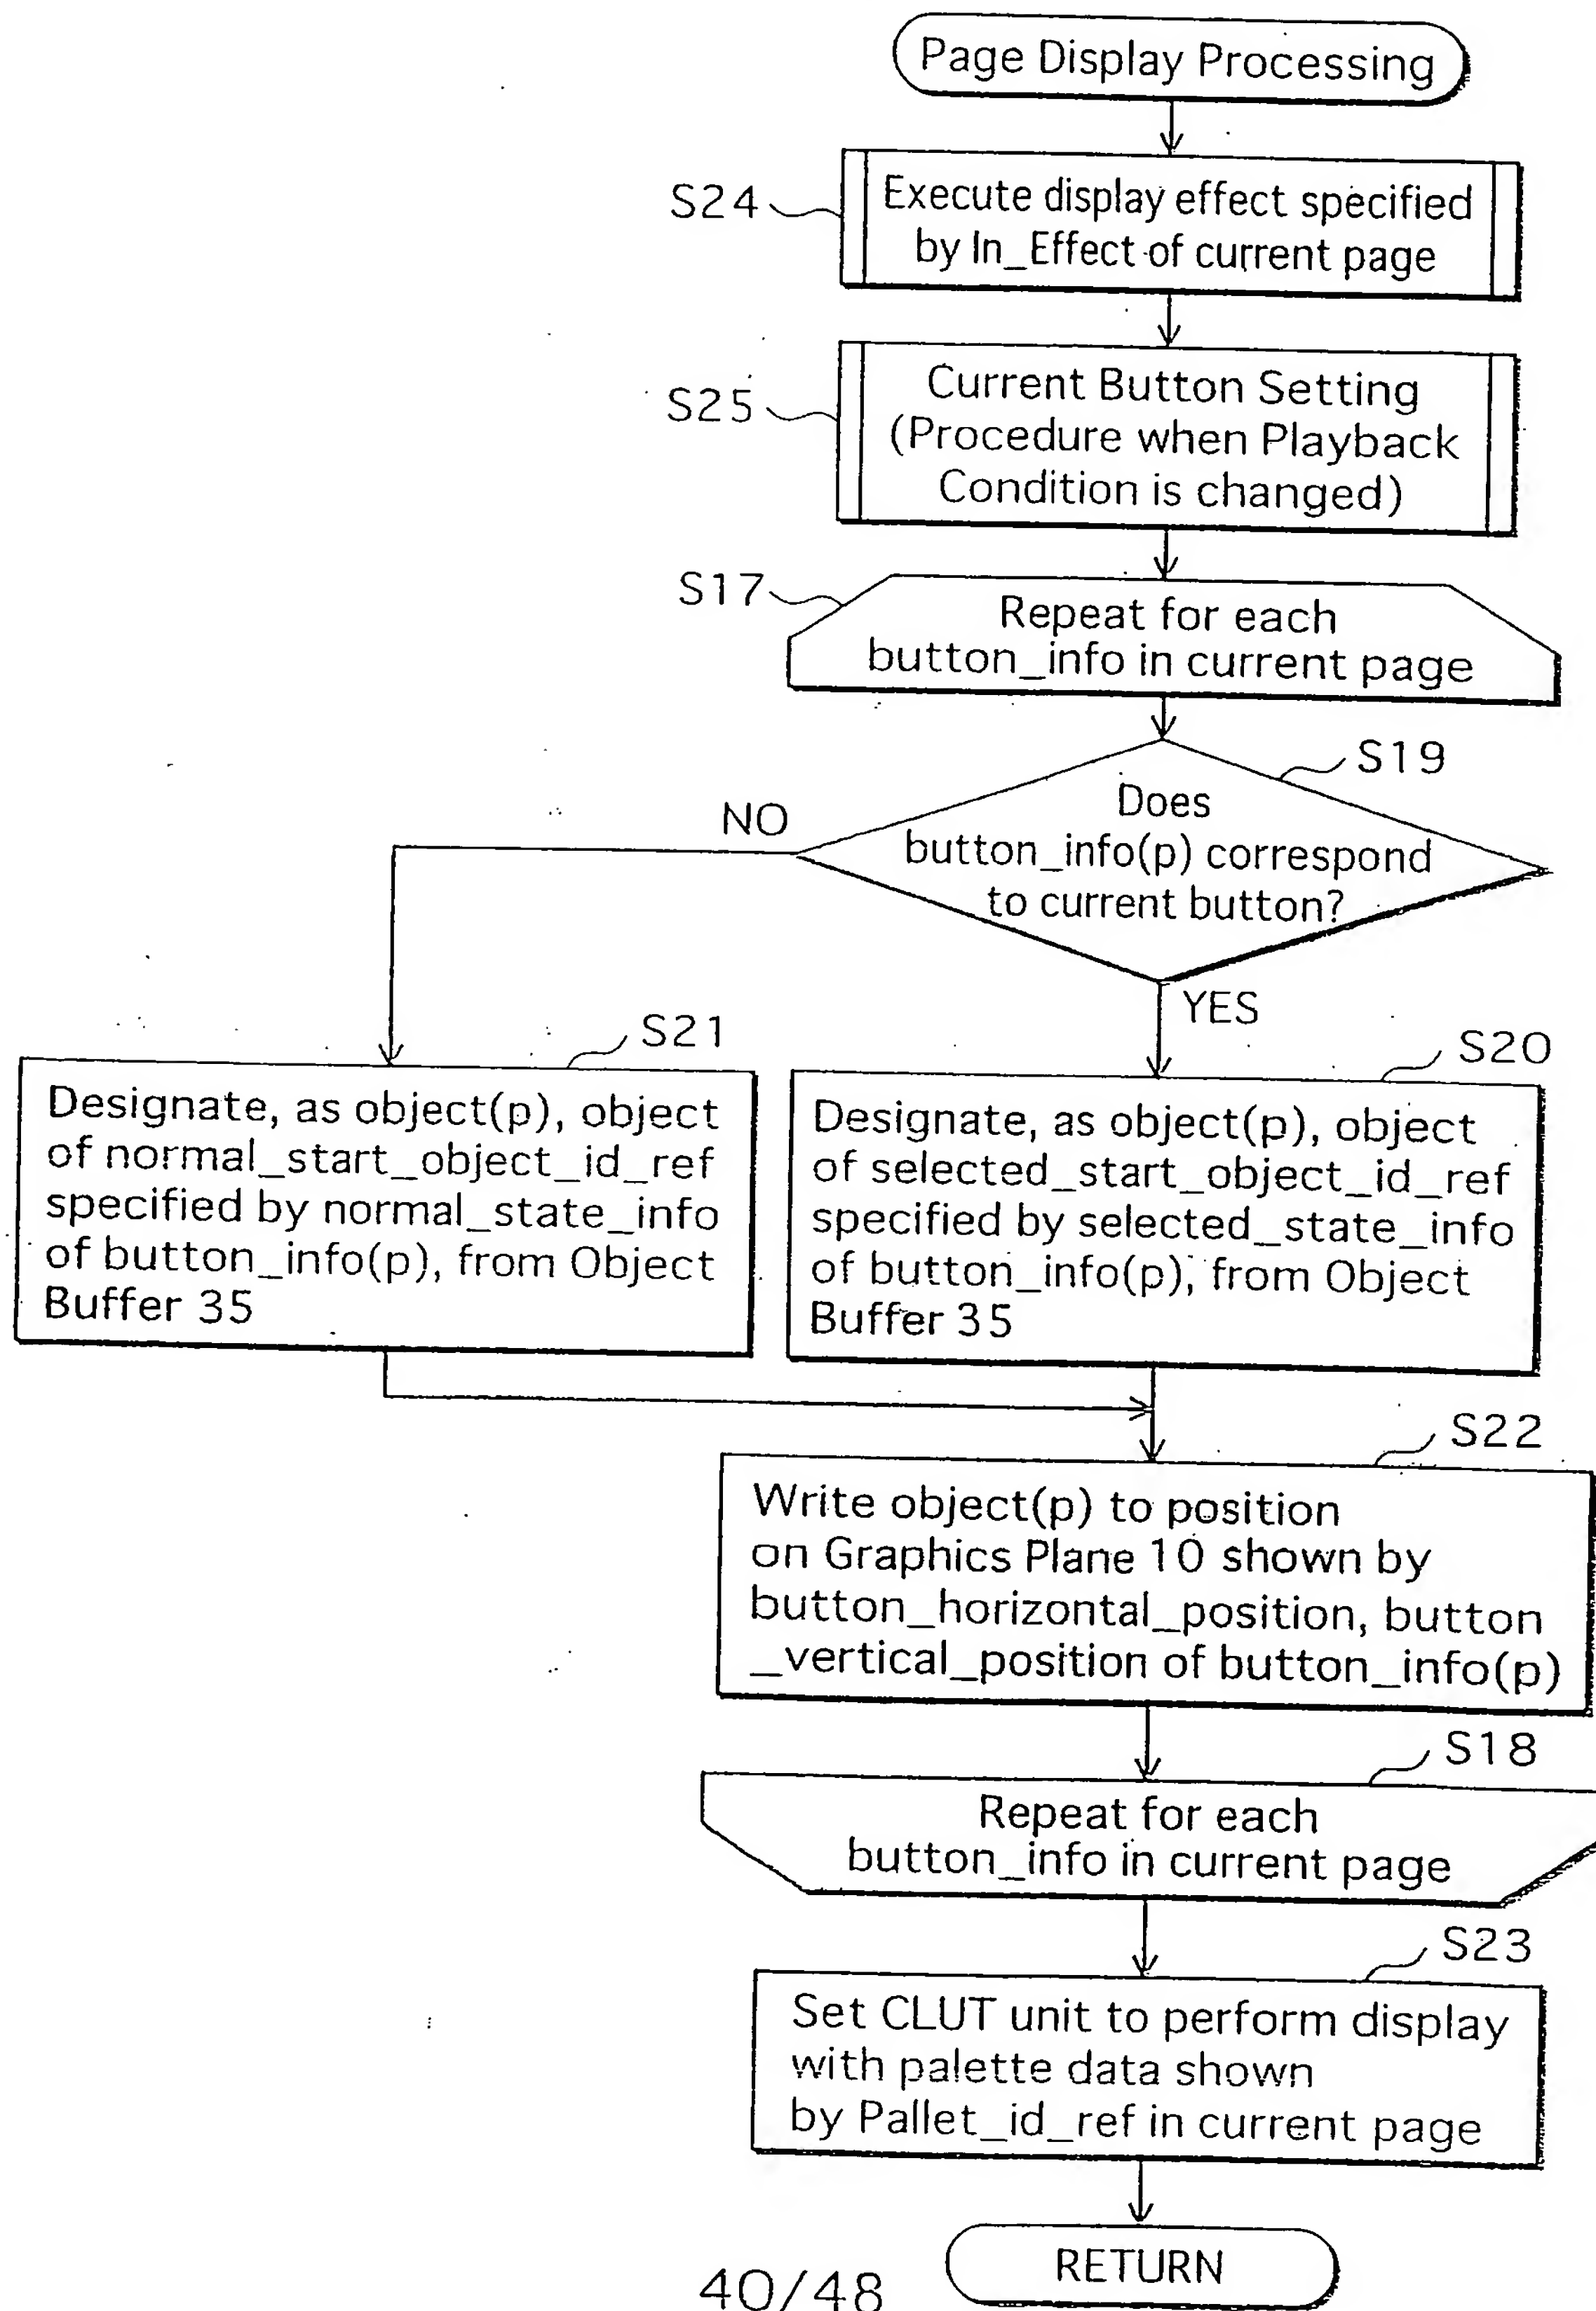 Page Display Processing
S24
Execute display effect specified
by In_Effect of current page
S25
Current Button Setting
(Procedure when Playback
Condition is changed)
S17
Repeat for each
button_info in current page
S19
Does
button_info(p) correspond
to current button?
NO
YES
S21
Designate, as object(p), object
of normal_start_object_id_ref
specified by normal_state_info
of button_info(p), from Object
Buffer 35
S20
Designate, as object(p), object
of selected_start_object_id_ref
specified by selected_state_info
of button_info(p), from Object
Buffer 35
S22
Write object(p) to position
on Graphics Plane 10 shown by
button_horizontal_position, button
_vertical_position of button_info(p)
S18
Repeat for each
button_info in current page
S23
Set CLUT unit to perform display
with palette data shown
by Pallet_id_ref in current page
RETURN
40/48